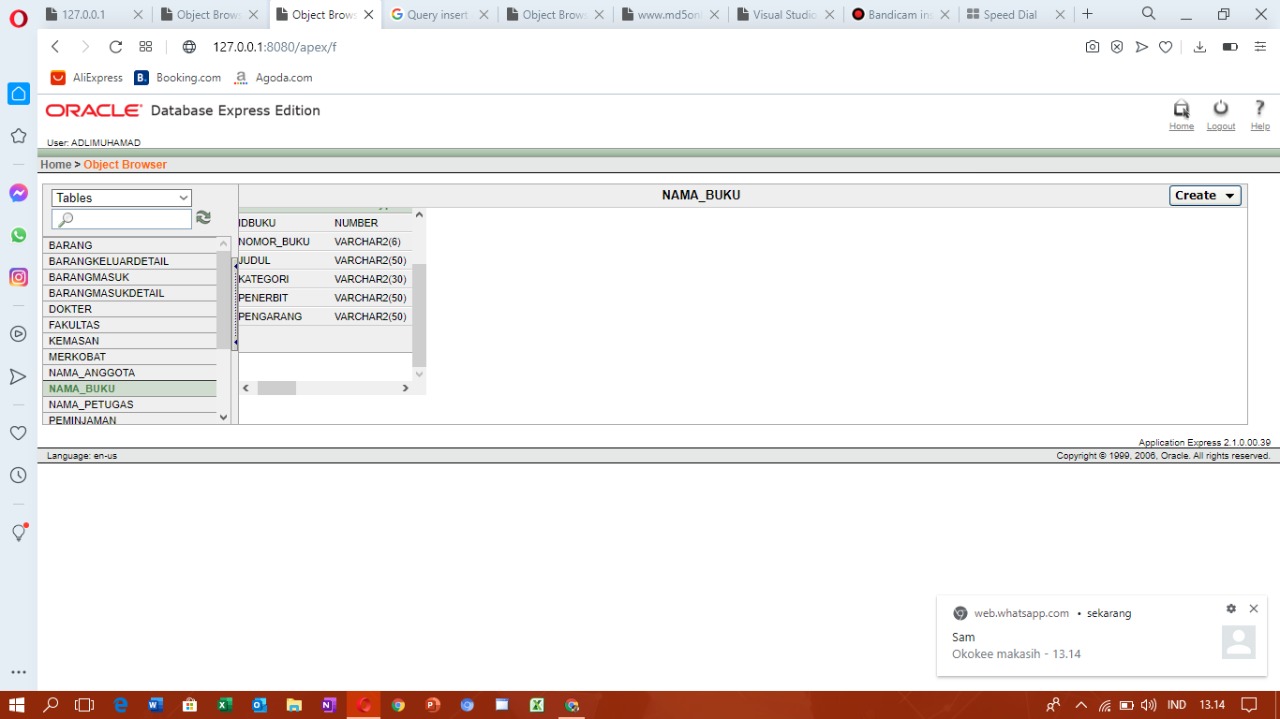 127.0.0.1
Object Brow
Object Brows
Query insert
Object Brow
www.md5onl
Visual Studio
Bandicam ins
Speed Dial
127.0.0.1:8080/apex/f
AliExpress
Booking.com
Agoda.com
ORACLE Database Express Edition
Home
Logout
Help
User: ADLIMUHAMAD
Home > Object Browser
Tables
NAMA_BUKU
Create
BARANG
BARANGKELUARDETAIL
BARANGMASUK
BARANGMASUKDETAIL
DOKTER
FAKULTAS
KEMASAN
MERKOBAT
NAMA_ANGGOTA
NAMA_BUKU
NAMA_PETUGAS
PEMINJAMAN
IDBUKU NUMBER
NOMOR_BUKU VARCHAR2(6)
JUDUL VARCHAR2(50)
KATEGORI VARCHAR2(30)
PENERBIT VARCHAR2(50)
PENGARANG VARCHAR2(50)
Application Express 2.1.0.00.39
Language: en-us
Copyright © 1999, 2006, Oracle. All rights reserved.
web.whatsapp.com • sekarang
Sam
Okokee makasih - 13.14
IND
13.14